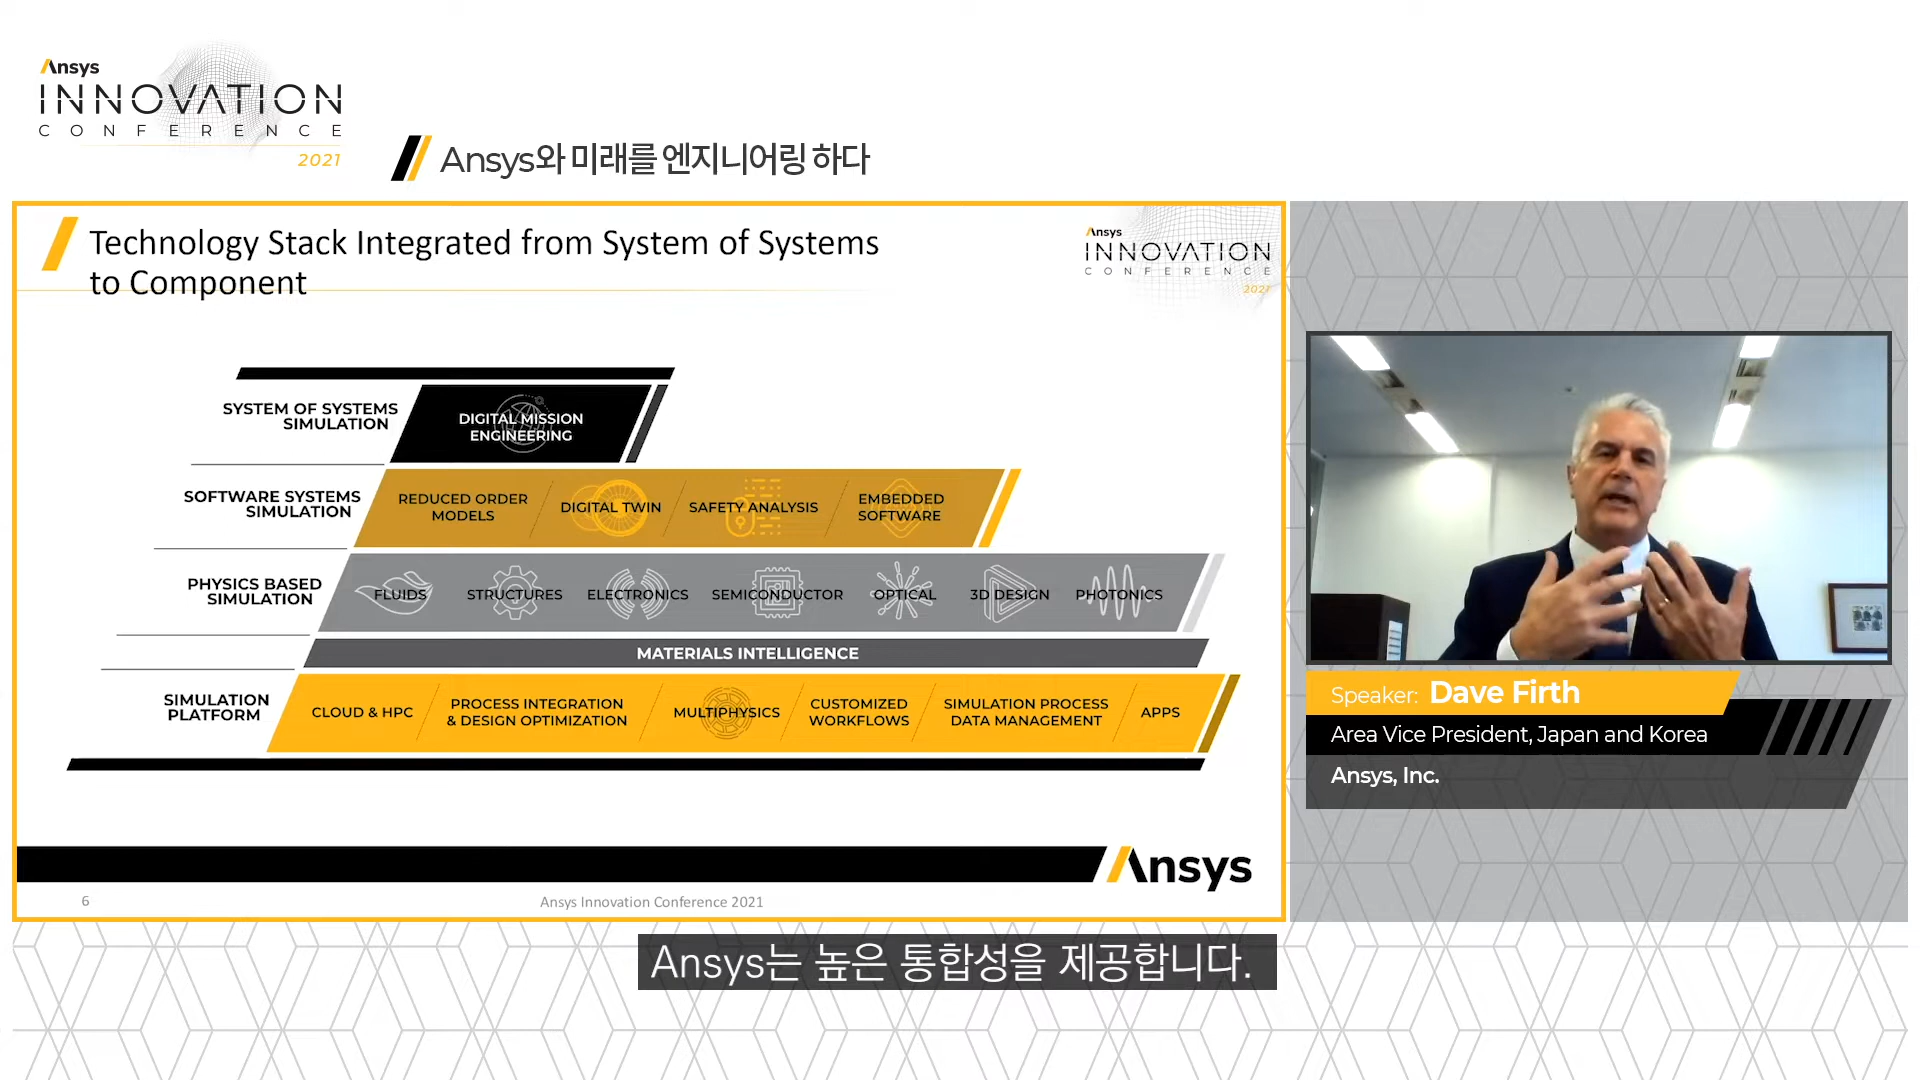 Ansys
INNOVATION
CONFERENCE
2021
Ansys와 미래를 엔지니어링 하다
Technology Stack Integrated from System of Systems
to Component
Ansys
INNOVATION
CONFERENCE
2021
SYSTEM OF SYSTEMS
SIMULATION
DIGITAL MISSION
ENGINEERING
SOFTWARE SYSTEMS
SIMULATION
REDUCED ORDER
MODELS
DIGITAL TWIN
SAFETY ANALYSIS
EMBEDDED
SOFTWARE
PHYSICS BASED
SIMULATION
FLUIDS
STRUCTURES
ELECTRONICS
SEMICONDUCTOR
OPTICAL
3D DESIGN
PHOTONICS
MATERIALS INTELLIGENCE
SIMULATION
PLATFORM
CLOUD & HPC
PROCESS INTEGRATION
& DESIGN OPTIMIZATION
MULTIPHYSICS
CUSTOMIZED
WORKFLOWS
SIMULATION PROCESS
DATA MANAGEMENT
APPS
Ansys
6
Ansys Innovation Conference 2021
Speaker: Dave Firth
Area Vice President, Japan and Korea
Ansys, Inc.
Ansys는 높은 통합성을 제공합니다.